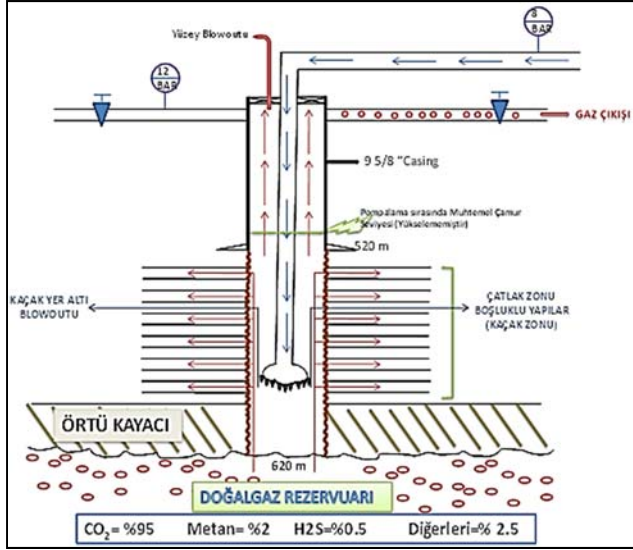 Yüzey Blowoutu
8
BAR
12
BAR
GAZ ÇIKIŞI
9 5/8 "Casing
Pompalama sırasında Muhtemel Çamur
Seviyesi (Yükselememiştir)
520 m
KAÇAK YER ALTI
BLOWOUTU
ÇATLAK ZONU
BOŞLUKLU YAPILAR
(KAÇAK ZONU)
ÖRTÜ KAYACI
620 m
DOĞALGAZ REZERVUARI
CO₂= %95 Metan=%2 H2S=%0.5 Diğerleri=% 2.5